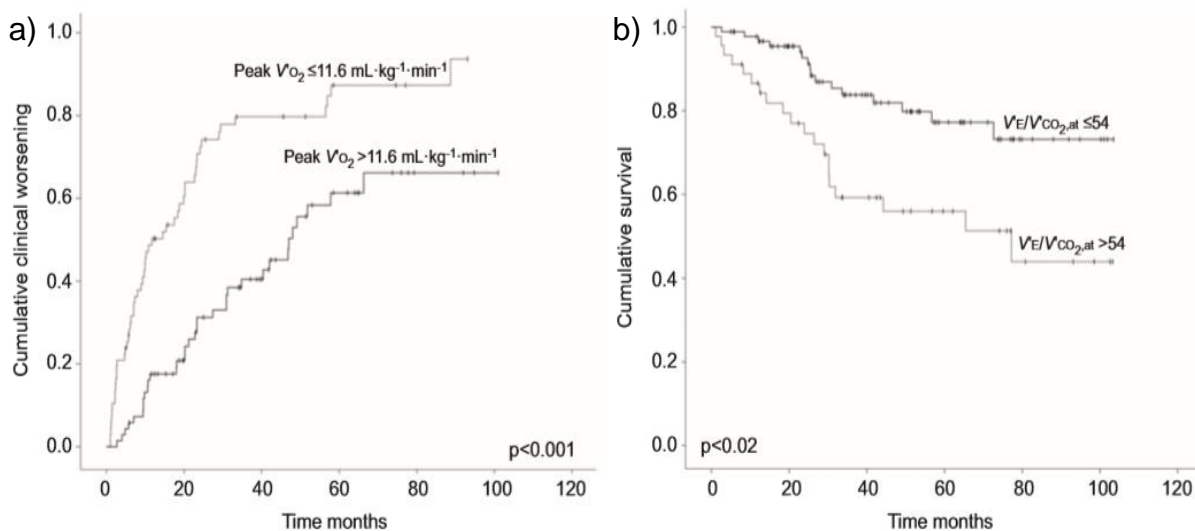 a)
1.0
0.8
0.6
0.4
0.2
0.0
Cumulative clinical worsening
Peak V'O₂ ≤11.6 mL·kg⁻¹·min⁻¹
Peak V'O₂ >11.6 mL·kg⁻¹·min⁻¹
p<0.001
0 20 40 60 80 100 120
Time months
b)
1.0
0.8
0.6
0.4
0.2
0.0
Cumulative survival
V'E/V'CO₂,at ≤54
V'E/V'CO₂,at >54
p<0.02
0 20 40 60 80 100 120
Time months